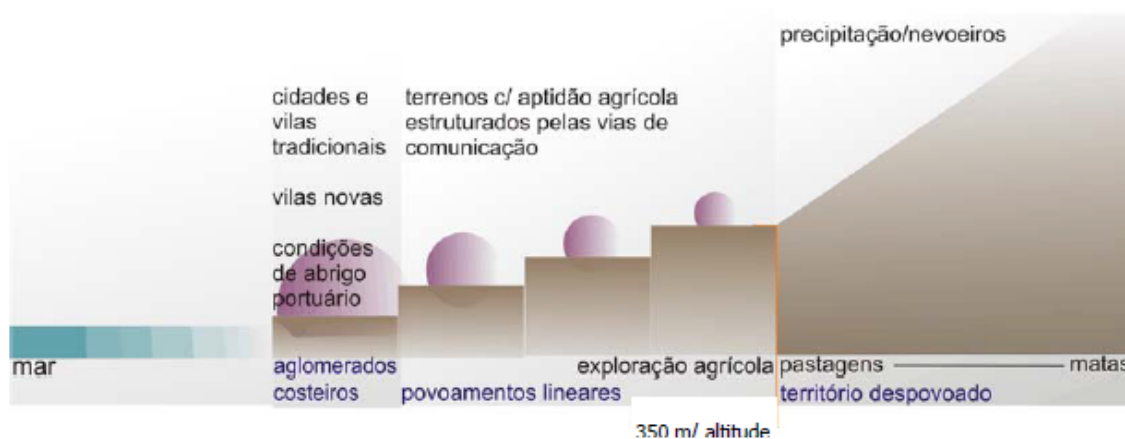 precipitação/nevoeiros
cidades e
vilas
tradicionais
terrenos c/ aptidão agrícola
estruturados pelas vias de
comunicação
vilas novas
condições
de abrigo
portuário
mar
aglomerados
costeiros
povoamentos lineares
exploração agrícola
pastagens
matas
território despovoado
350 m/ altitude